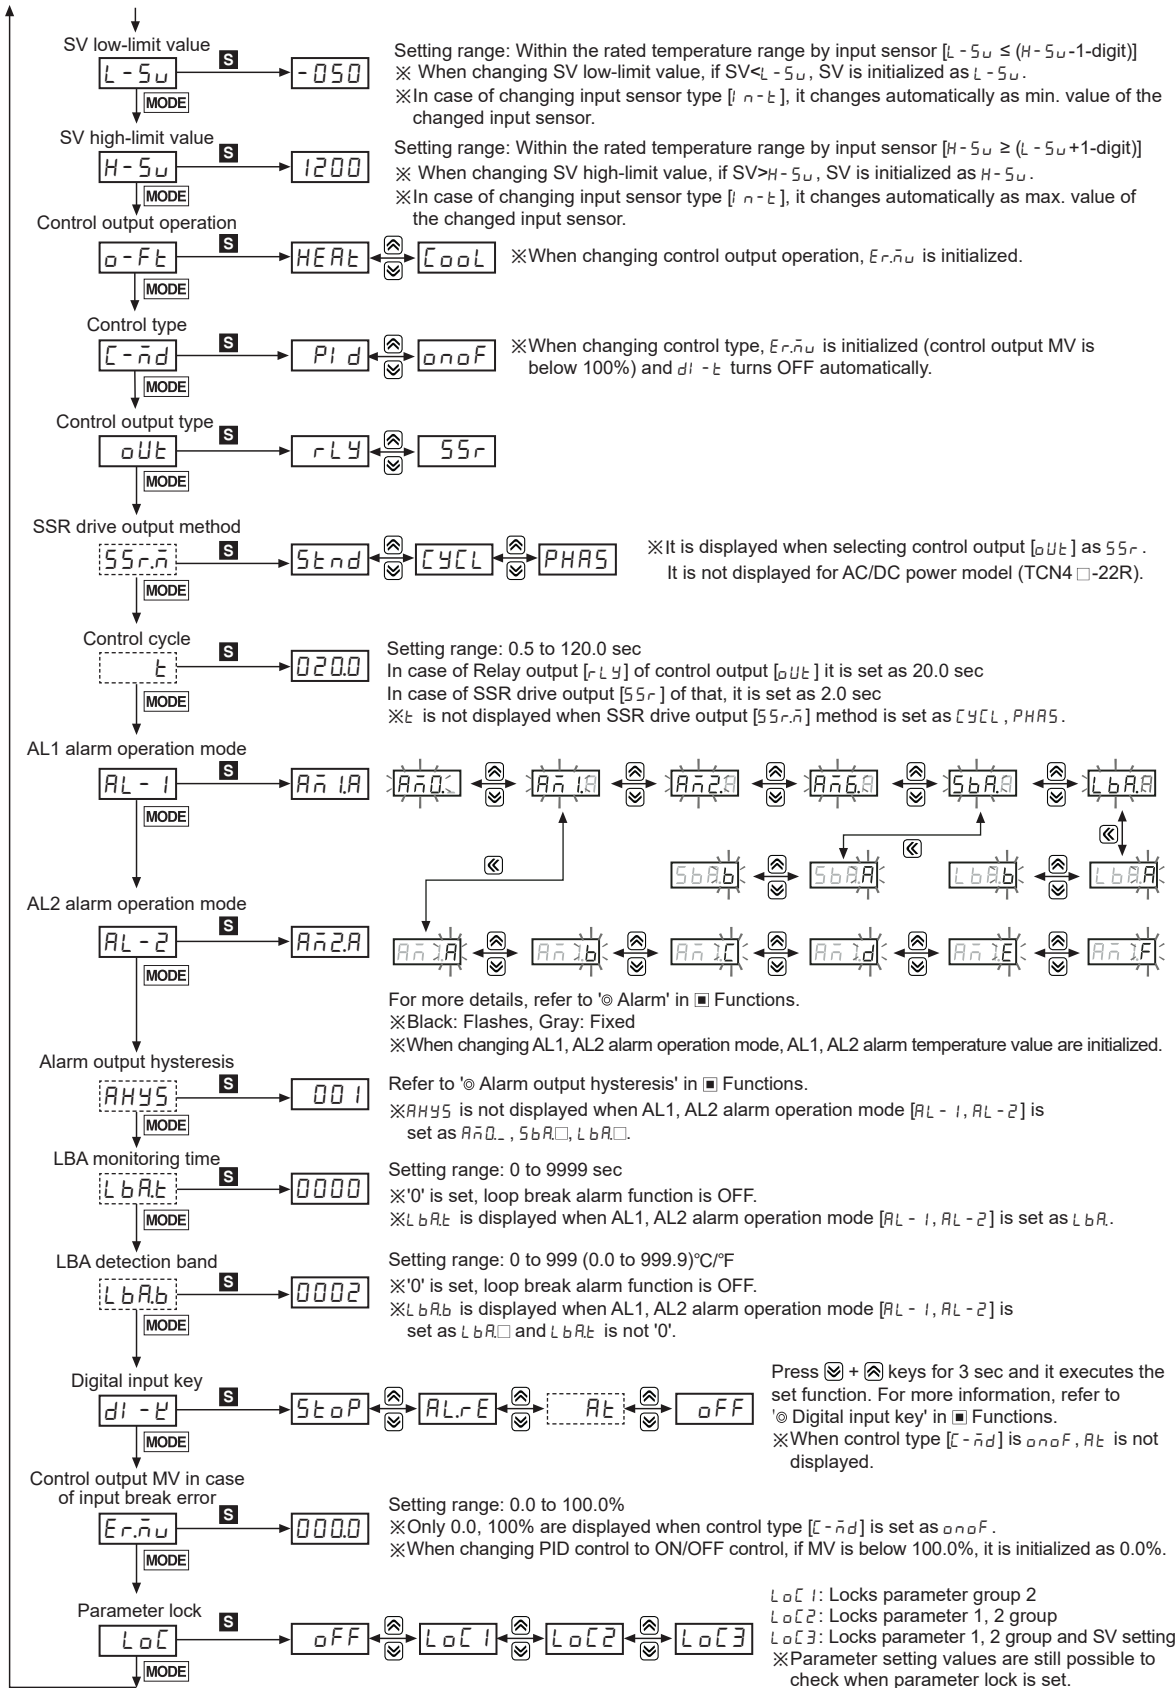 SV low-limit value
L-Sv S -050
MODE
Setting range: Within the rated temperature range by input sensor [L-Sv ≤ (H-Sv-1-digit)]
※ When changing SV low-limit value, if SV<L-Sv, SV is initialized as L-Sv.
※In case of changing input sensor type [In-t], it changes automatically as min. value of the
changed input sensor.
SV high-limit value
H-Sv S 1200
MODE
Setting range: Within the rated temperature range by input sensor [H-Sv ≥ (L-Sv+1-digit)]
※ When changing SV high-limit value, if SV>H-Sv, SV is initialized as H-Sv.
※In case of changing input sensor type [In-t], it changes automatically as max. value of
the changed input sensor.
Control output operation
o-Ft S HEAt CooL ※When changing control output operation, Er.mv is initialized.
MODE
Control type
C-md S PId onoF ※When changing control type, Er.mv is initialized (control output MV is
below 100%) and dI-t turns OFF automatically.
MODE
Control output type
oUt S rLY SSr
MODE
SSR drive output method
SSr.m S Stnd CYCL PHAS ※It is displayed when selecting control output [oUt] as SSr.
It is not displayed for AC/DC power model (TCN4□-22R).
MODE
Control cycle
t S 020.0
MODE
Setting range: 0.5 to 120.0 sec
In case of Relay output [rLY] of control output [oUt] it is set as 20.0 sec
In case of SSR drive output [SSr] of that, it is set as 2.0 sec
※t is not displayed when SSR drive output [SSr.m] method is set as CYCL, PHAS.
AL1 alarm operation mode
AL-1 S Am1.A Am0._ Am1.A Am2.A Am6.A SbA.A LbA.A
MODE
SbA.b SbA.A LbA.b LbA.A
AL2 alarm operation mode
AL-2 S Am2.A Am1.A Am1.b Am1.C Am1.d Am1.E Am1.F
MODE
For more details, refer to '◎ Alarm' in ▣ Functions.
※Black: Flashes, Gray: Fixed
※When changing AL1, AL2 alarm operation mode, AL1, AL2 alarm temperature value are initialized.
Alarm output hysteresis
AHYS S 001
MODE
Refer to '◎ Alarm output hysteresis' in ▣ Functions.
※AHYS is not displayed when AL1, AL2 alarm operation mode [AL-1, AL-2] is
set as Am0._, SbA.□, LbA.□.
LBA monitoring time
LbA.t S 0000
MODE
Setting range: 0 to 9999 sec
※'0' is set, loop break alarm function is OFF.
※LbA.t is displayed when AL1, AL2 alarm operation mode [AL-1, AL-2] is set as LbA.
LBA detection band
LbA.b S 0002
MODE
Setting range: 0 to 999 (0.0 to 999.9)°C/°F
※'0' is set, loop break alarm function is OFF.
※LbA.b is displayed when AL1, AL2 alarm operation mode [AL-1, AL-2] is
set as LbA.□ and LbA.t is not '0'.
Digital input key
dI-k S StoP AL.rE At oFF
MODE
Press + keys for 3 sec and it executes the
set function. For more information, refer to
'◎ Digital input key' in ▣ Functions.
※When control type [C-md] is onoF, At is not
displayed.
Control output MV in case
of input break error
Er.mv S 000.0
MODE
Setting range: 0.0 to 100.0%
※Only 0.0, 100% are displayed when control type [C-md] is set as onoF.
※When changing PID control to ON/OFF control, if MV is below 100.0%, it is initialized as 0.0%.
Parameter lock
LoC S oFF LoC1 LoC2 LoC3
MODE
LoC1: Locks parameter group 2
LoC2: Locks parameter 1, 2 group
LoC3: Locks parameter 1, 2 group and SV setting
※Parameter setting values are still possible to
check when parameter lock is set.